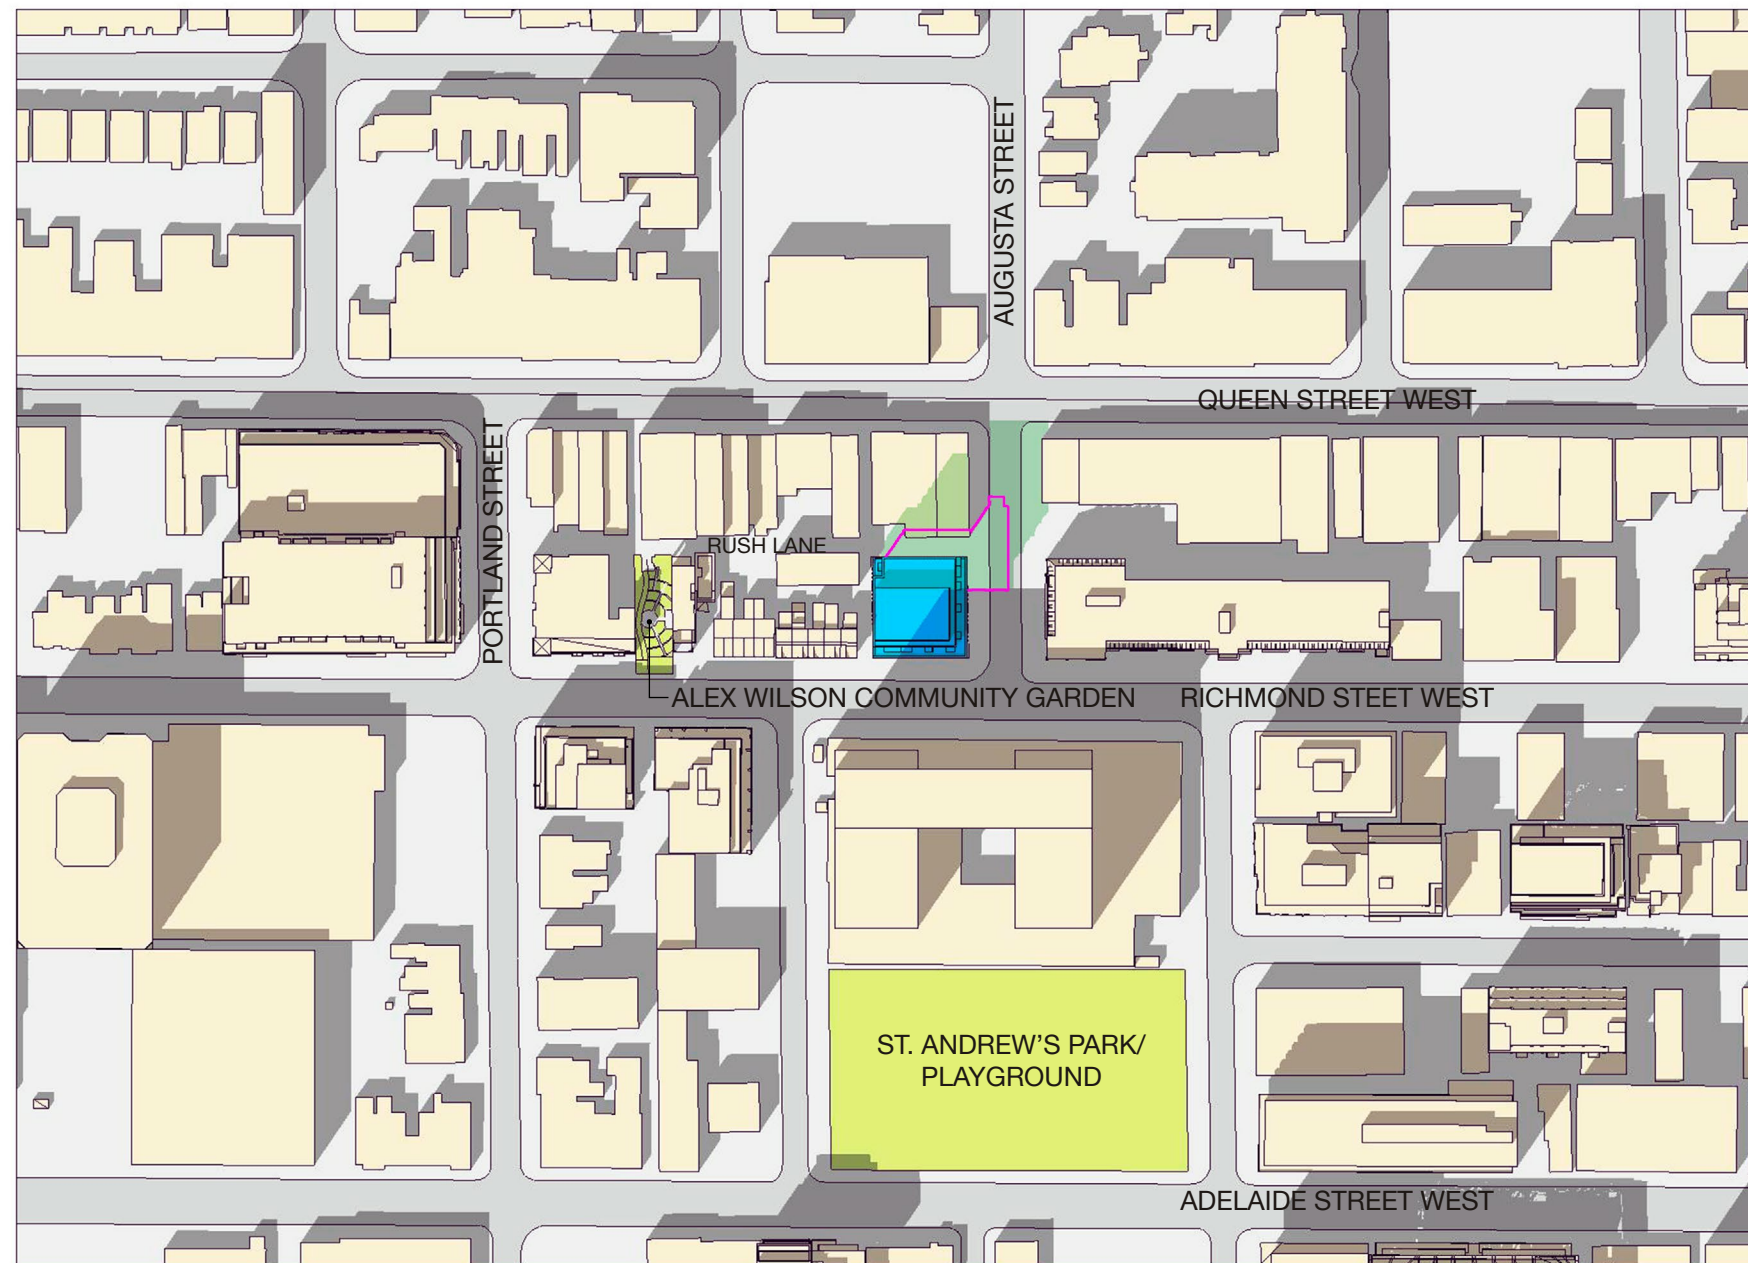 AUGUSTA STREET
QUEEN STREET WEST
PORTLAND STREET
RUSH LANE
ALEX WILSON COMMUNITY GARDEN
RICHMOND STEET WEST
ST. ANDREW'S PARK/
PLAYGROUND
ADELAIDE STREET WEST